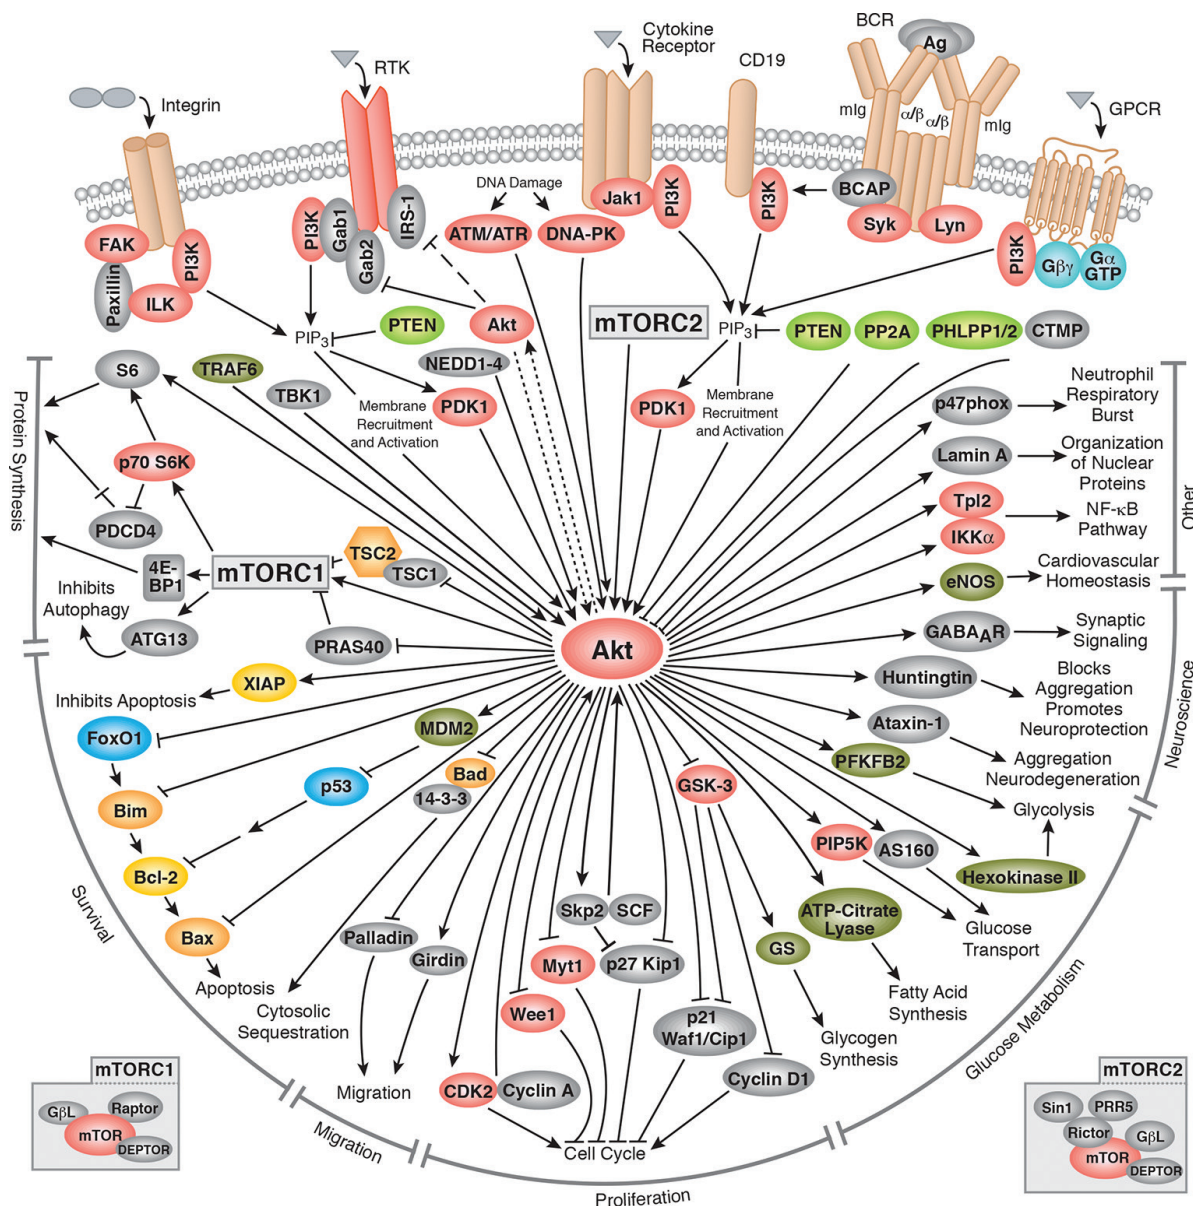 Integrin
RTK
Cytokine
Receptor
CD19
BCR
Ag
mIg
α/β
α/β
mIg
GPCR
FAK
PI3K
Paxillin
ILK
PI3K
Gab1
Gab2
IRS-1
DNA Damage
ATM/ATR
DNA-PK
Jak1
PI3K
PI3K
BCAP
Syk
Lyn
PI3K
Gβγ
Gα
GTP
PIP3
PTEN
Akt
mTORC2
PIP3
PTEN
PP2A
PHLPP1/2
CTMP
S6
TRAF6
TBK1
NEDD1-4
PDK1
Membrane
Recruitment
and Activation
PDK1
Membrane
Recruitment
and Activation
p47phox
Neutrophil
Respiratory
Burst
Lamin A
Organization
of Nuclear
Proteins
Tpl2
IKKα
NF-κB
Pathway
eNOS
Cardiovascular
Homeostasis
Other
Protein Synthesis
p70 S6K
PDCD4
4E-
BP1
mTORC1
TSC2
TSC1
Inhibits
Autophagy
ATG13
PRAS40
Akt
GABAAR
Synaptic
Signaling
Huntingtin
Blocks
Aggregation
Promotes
Neuroprotection
Ataxin-1
Aggregation
Neurodegeneration
Neuroscience
XIAP
Inhibits Apoptosis
FoxO1
MDM2
Bad
14-3-3
p53
Bim
Bcl-2
Bax
Apoptosis
Survival
PFKFB2
Glycolysis
GSK-3
PIP5K
AS160
Hexokinase II
ATP-Citrate
Lyase
Glucose
Transport
GS
Fatty Acid
Synthesis
Glycogen
Synthesis
Glucose Metabolism
Cytosolic
Sequestration
Palladin
Girdin
Migration
Migration
Skp2
SCF
Myt1
p27 Kip1
Wee1
p21
Waf1/Cip1
CDK2
Cyclin A
Cyclin D1
Cell Cycle
Proliferation
mTORC1
GβL
Raptor
mTOR
DEPTOR
mTORC2
Sin1
PRR5
Rictor
GβL
mTOR
DEPTOR